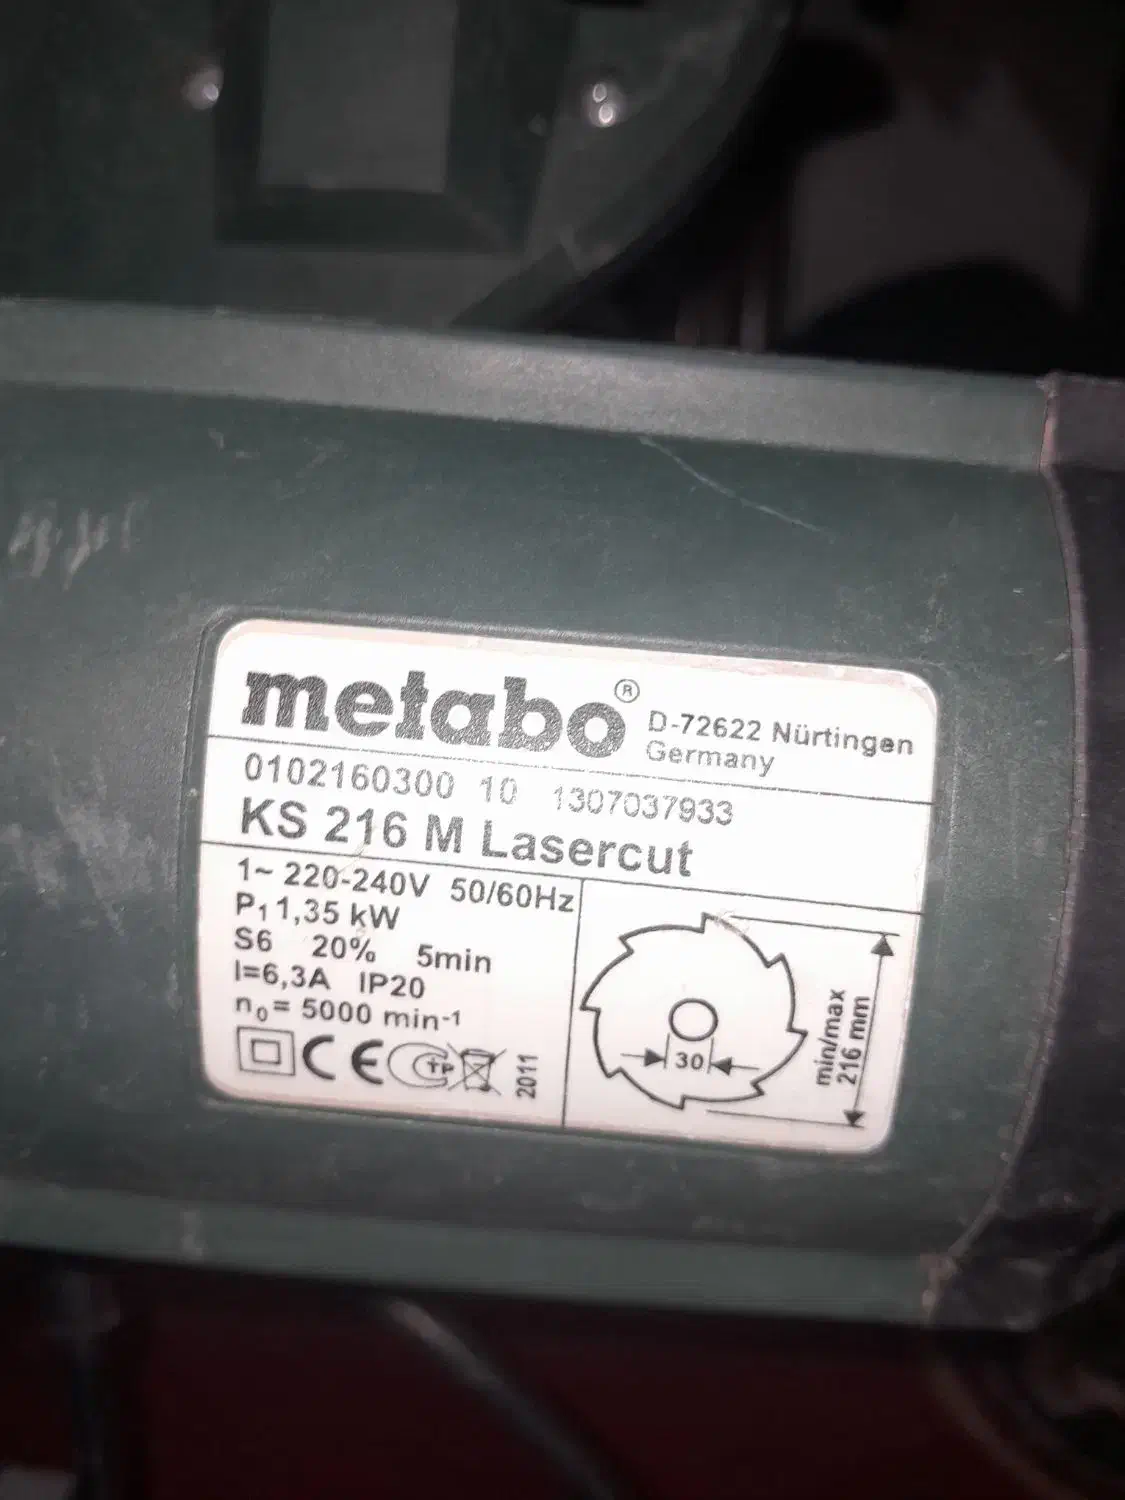 metabo®
D-72622 Nürtingen
Germany
0102160300 10 1307037933
KS 216 M Lasercut
1~ 220-240V 50/60Hz
P₁ 1,35 kW
S6 20% 5min
I=6,3A IP20
n₀= 5000 min-¹
CE
2011
30
min/max
216 mm